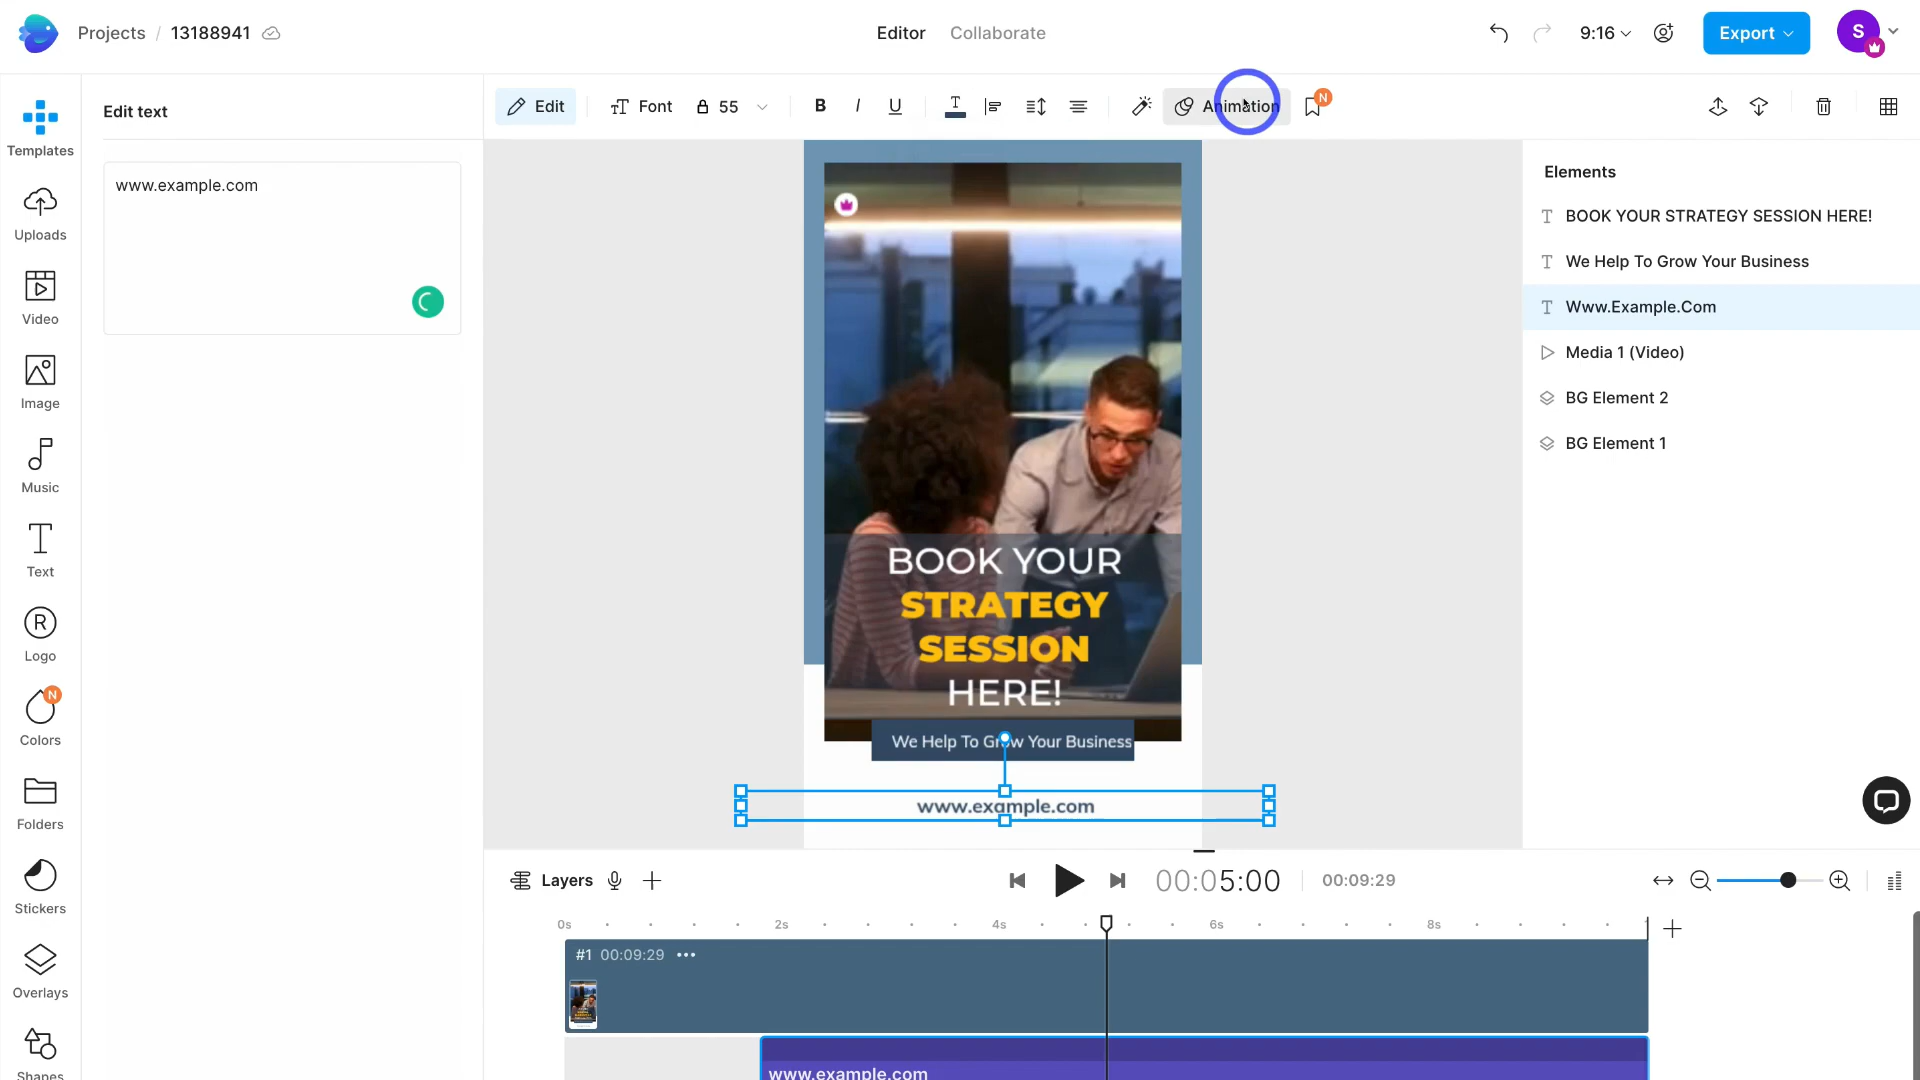 Projects / 13188941
Editor
Collaborate
9:16
Export
S
Edit text
Edit
Font
55
B
I
U
Animation
N
Templates
Uploads
Video
Image
Music
Text
R
Logo
N
Colors
Folders
Stickers
Overlays
Shapes
www.example.com
BOOK YOUR
STRATEGY
SESSION
HERE!
We Help To Grow Your Business
www.example.com
Elements
BOOK YOUR STRATEGY SESSION HERE!
We Help To Grow Your Business
Www.Example.Com
Media 1 (Video)
BG Element 2
BG Element 1
Layers
00:05:00
00:09:29
0s
2s
4s
6s
8s
#1 00:09:29 •••
www.example.com